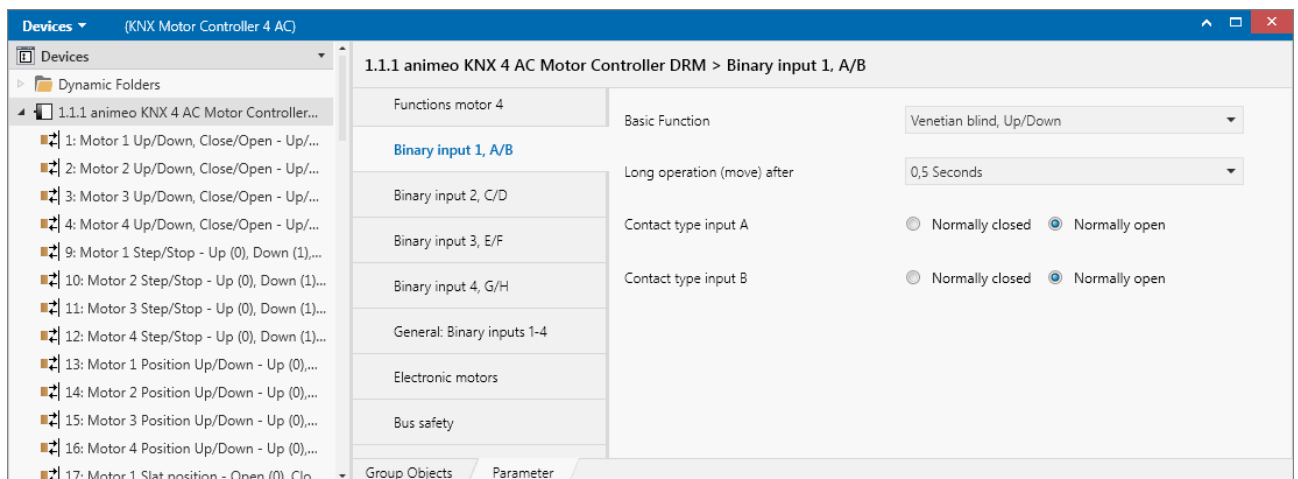 Devices (KNX Motor Controller 4 AC)
Devices
Dynamic Folders
1.1.1 animeo KNX 4 AC Motor Controller...
1: Motor 1 Up/Down, Close/Open - Up/...
2: Motor 2 Up/Down, Close/Open - Up/...
3: Motor 3 Up/Down, Close/Open - Up/...
4: Motor 4 Up/Down, Close/Open - Up/...
9: Motor 1 Step/Stop - Up (0), Down (1),...
10: Motor 2 Step/Stop - Up (0), Down (1)...
11: Motor 3 Step/Stop - Up (0), Down (1)...
12: Motor 4 Step/Stop - Up (0), Down (1)...
13: Motor 1 Position Up/Down - Up (0),...
14: Motor 2 Position Up/Down - Up (0),...
15: Motor 3 Position Up/Down - Up (0),...
16: Motor 4 Position Up/Down - Up (0),...
17: Motor 1 Slat position - Open (0), Clo...
1.1.1 animeo KNX 4 AC Motor Controller DRM > Binary input 1, A/B
Functions motor 4
Binary input 1, A/B
Binary input 2, C/D
Binary input 3, E/F
Binary input 4, G/H
General: Binary inputs 1-4
Electronic motors
Bus safety
Basic Function Venetian blind, Up/Down
Long operation (move) after 0,5 Seconds
Contact type input A Normally closed Normally open
Contact type input B Normally closed Normally open
Group Objects Parameter